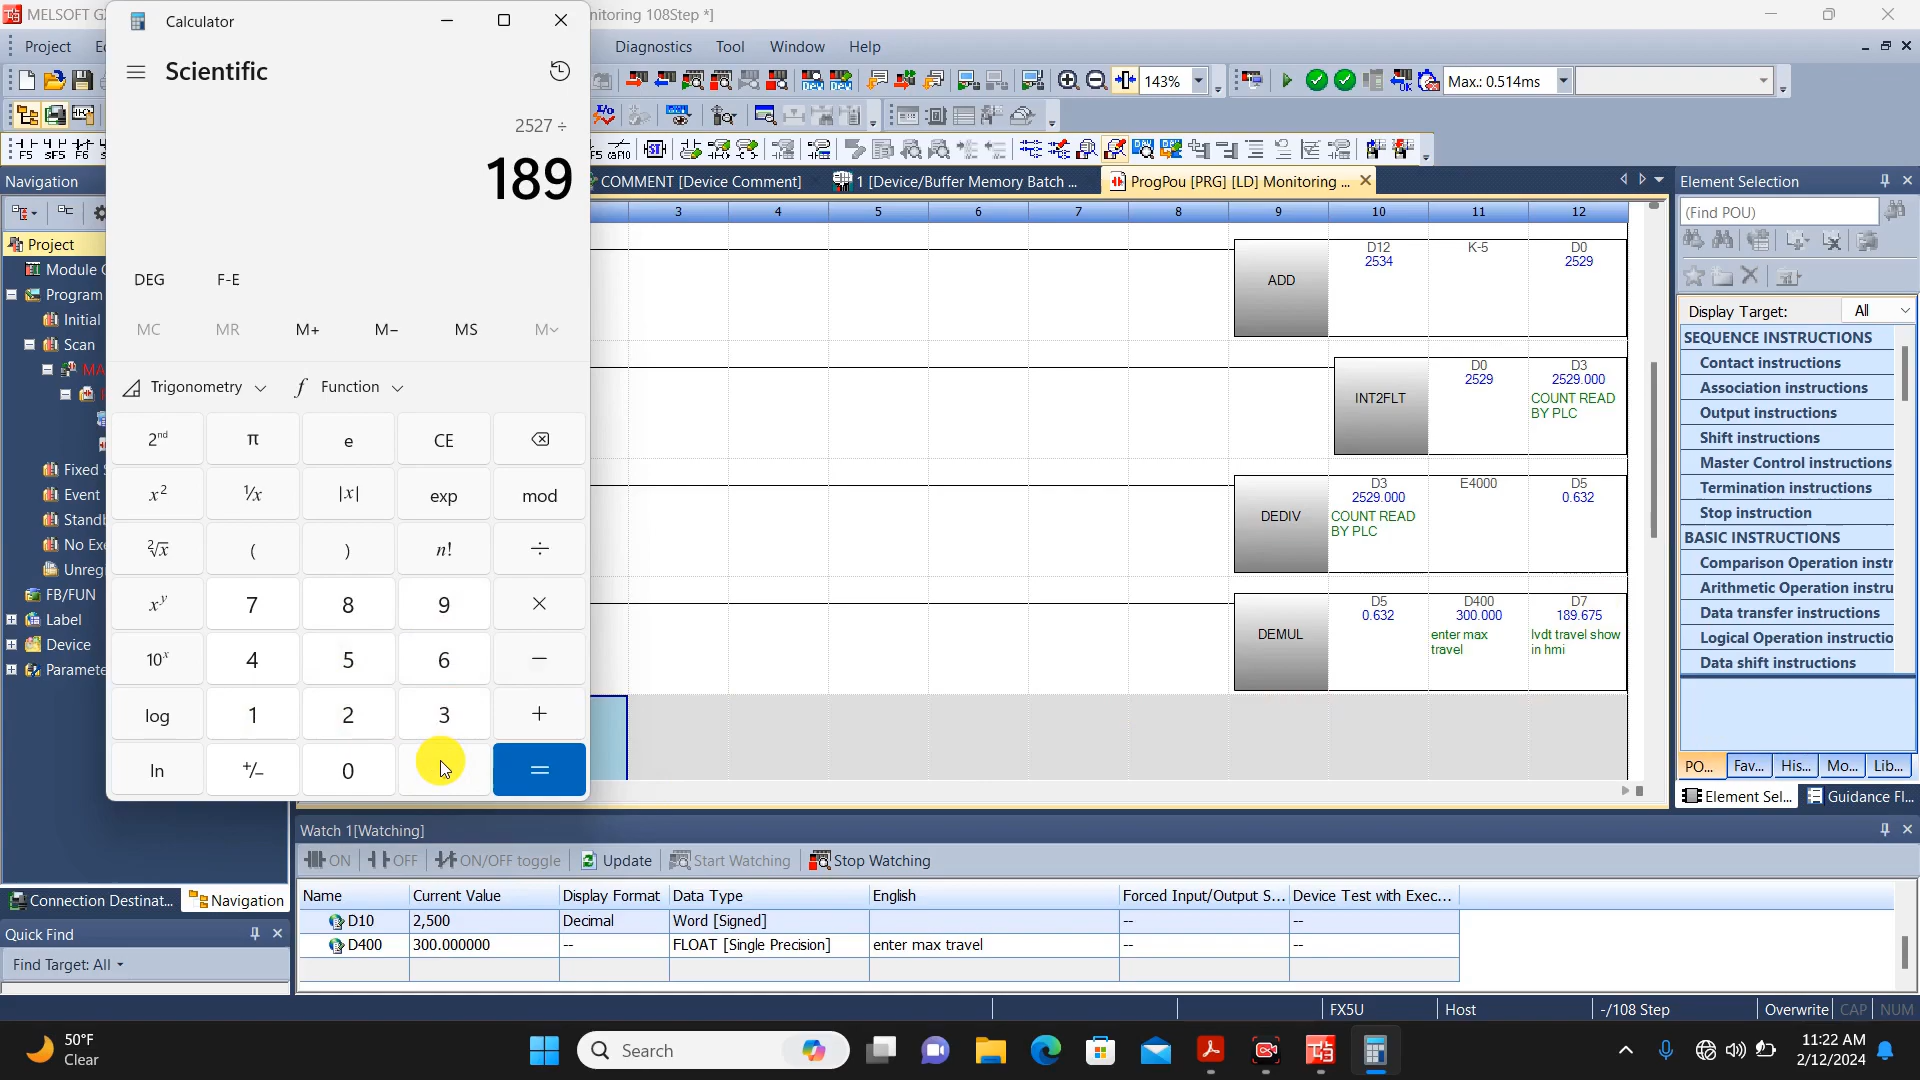 MELSOFT G
nitoring 108Step *]
Calculator
Project
Diagnostics
Tool
Window
Help
Scientific
143%
Max.: 0.514ms
2527 ÷
189
F5
sF5
F6
caF10
Navigation
COMMENT [Device Comment]
1 [Device/Buffer Memory Batch ...
ProgPou [PRG] [LD] Monitoring ...
Element Selection
3 4 5 6 7 8 9 10 11 12
(Find POU)
Project
Module
Program
Initial
Scan
MA
Fixed
Event
Standb
No Exe
Unreg
FB/FUN
Label
Device
Paramete
DEG
F-E
MC
MR
M+
M−
MS
M
Trigonometry
Function
2nd
π
e
CE
x2
1/x
|x|
exp
mod
2√x
(
)
n!
÷
xy
7
8
9
×
10x
4
5
6
−
log
1
2
3
+
ln
+/−
0
=
ADD
D12
2534
K-5
D0
2529
INT2FLT
D0
2529
D3
2529.000
COUNT READ
BY PLC
DEDIV
D3
2529.000
COUNT READ
BY PLC
E4000
D5
0.632
DEMUL
D5
0.632
D400
300.000
enter max
travel
D7
189.675
lvdt travel show
in hmi
Display Target:
All
SEQUENCE INSTRUCTIONS
Contact instructions
Association instructions
Output instructions
Shift instructions
Master Control instructions
Termination instructions
Stop instruction
BASIC INSTRUCTIONS
Comparison Operation instr
Arithmetic Operation instru
Data transfer instructions
Logical Operation instructio
Data shift instructions
PO...
Fav...
His...
Mo...
Lib...
Element Sel...
Guidance Fl...
Watch 1[Watching]
ON
OFF
ON/OFF toggle
Update
Start Watching
Stop Watching
Name
Current Value
Display Format
Data Type
English
Forced Input/Output S...
Device Test with Exec...
D10
2,500
Decimal
Word [Signed]
--
--
D400
300.000000
--
FLOAT [Single Precision]
enter max travel
--
--
Connection Destinat...
Navigation
Quick Find
Find Target: All
FX5U
Host
-/108 Step
Overwrite
CAP
NUM
50°F
Clear
Search
11:22 AM
2/12/2024